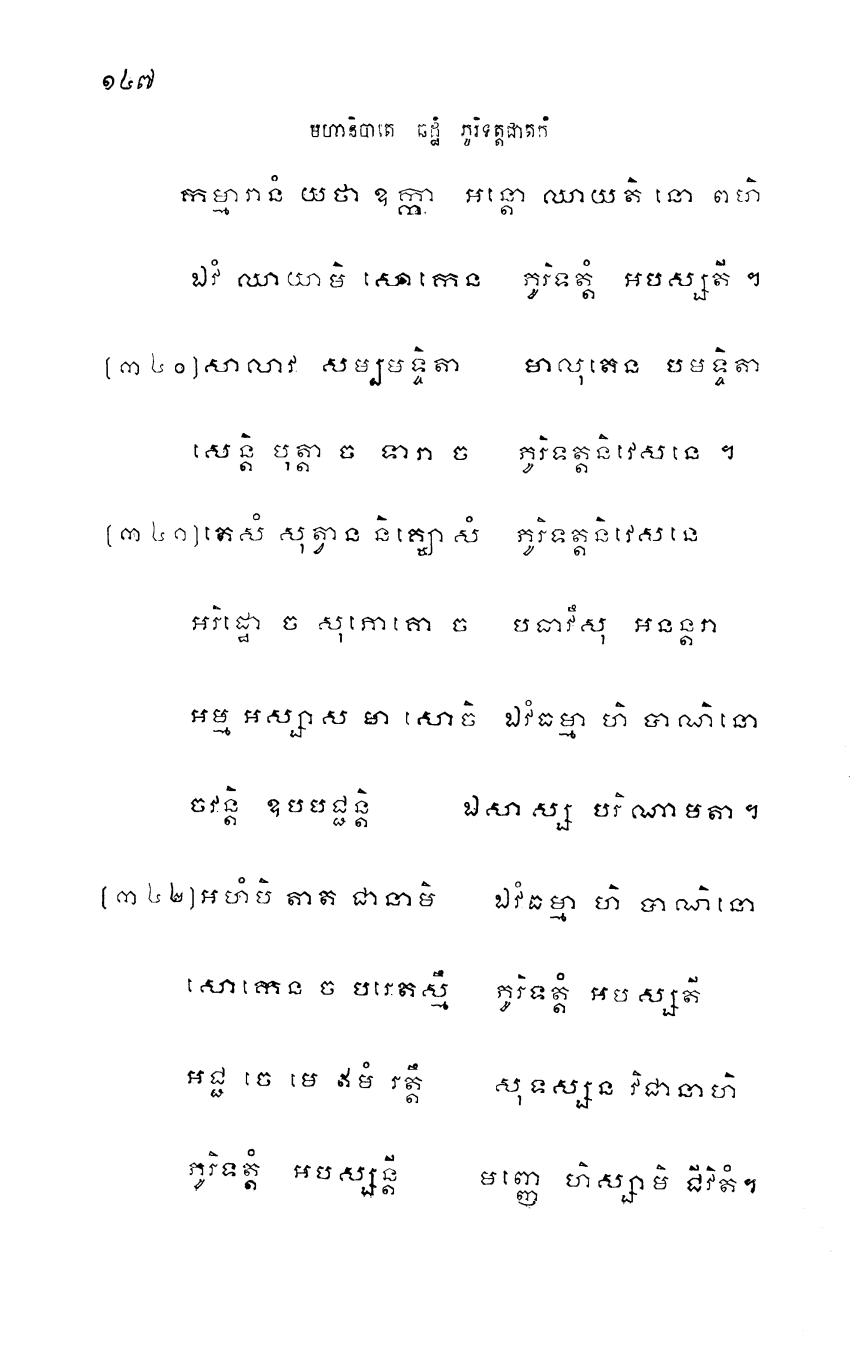 ១៤៧
មហានិបាតេ ឆដ្ឋំ ភូរិទត្តជាតកំ
កម្មារានំ យថា ឧក្កា អន្តោ ឈាយតិ នោ ពហិ
ឯវំ ឈាយាមិ សោកេន ភូរិទត្តំ អបស្សតី ។
[៣៤០] សាលាវ សម្បមទ្ទិតា មាលុតេន បមទ្ទិតា
សេន្តិ បុត្តា ច ទារា ច ភូរិទត្តនិវេសនេ ។
[៣៤១] តេសំ សុត្វាន និគ្ឃោសំ ភូរិទត្តនិវេសនេ
អរិដ្ឋោ ច សុភោគោ ច បធាវឹសុ អនន្តរា
អម្ម អស្សាស មា សោចិ ឯវំធម្មា ហិ បាណិនោ
ចវន្តិ ឧបបជ្ជន្តិ ឯសាស្ស បរិណាមតា ។
[៣៤២] អហំបិ តាត ជានាមិ ឯវំធម្មា ហិ បាណិនោ
សោកេន ច បរេតស្មឹ ភូរិទត្តំ អបស្សតី
អជ្ជ ចេ មេ ឥមំ រត្តឹ សុទស្សន វិជានាហិ
ភូរិទត្តំ អបស្សន្តី មញ្ញេ ហិស្សាមិ ជីវិតំ។